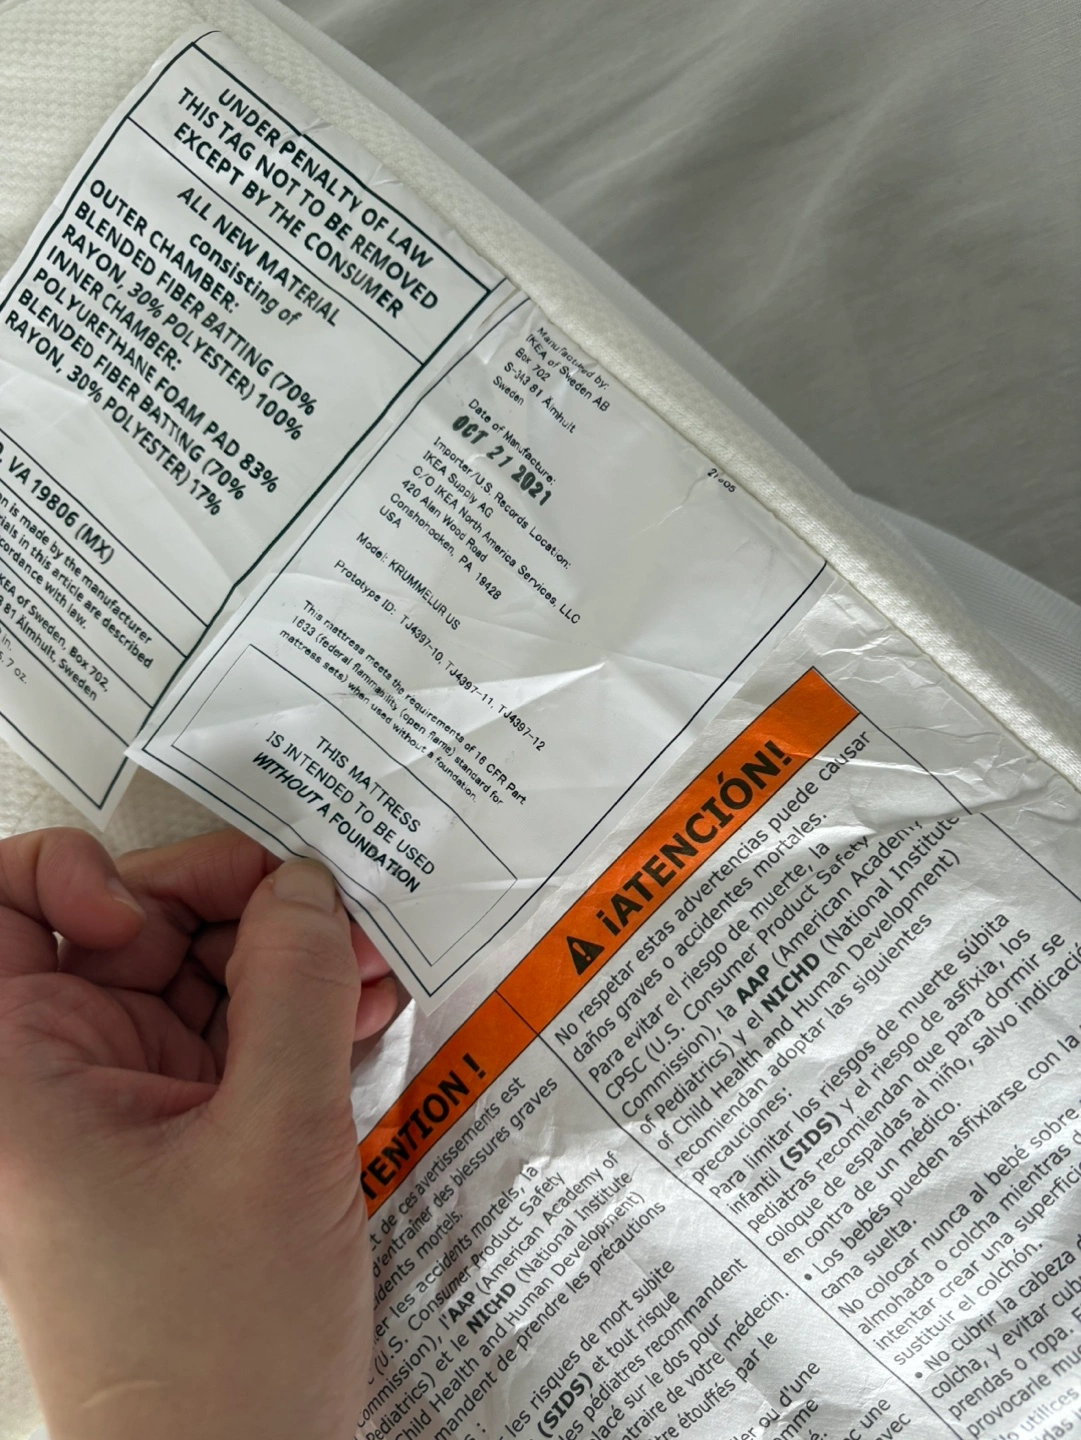 UNDER PENALTY OF LAW
THIS TAG NOT TO BE REMOVED
EXCEPT BY THE CONSUMER
ALL NEW MATERIAL
consisting of
OUTER CHAMBER:
BLENDED FIBER BATTING (70%
RAYON, 30% POLYESTER) 100%
INNER CHAMBER:
POLYURETHANE FOAM PAD 83%
BLENDED FIBER BATTING (70%
RAYON, 30% POLYESTER) 17%
VA 19806 (MX)
is made by the manufacturer
in this article are described
with law.
of Sweden, Box 702,
81 Älmhult, Sweden
in.
7 oz.
Manufactured by:
IKEA of Sweden AB
Box 702
S-343 81 Älmhult
Sweden
Date of Manufacture:
OCT 21 2021
Importer/U.S. Records Location:
IKEA Supply AG
C/O IKEA North America Services, LLC
420 Alan Wood Road
Conshohocken, PA 19428
USA
Model: KRUMMELUR US
Prototype ID: TJ4397-10, TJ4397-11, TJ4397-12
This mattress meets the requirements of 16 CFR Part
1633 (federal flammability (open flame) standard for
mattress sets) when used without a foundation.
THIS MATTRESS
IS INTENDED TO BE USED
WITHOUT A FOUNDATION
¡ATENCIÓN!
No respetar estas advertencias puede causar
daños graves o accidentes mortales.
Para evitar el riesgo de muerte, la
CPSC (U.S. Consumer Product Safety
Commission), la AAP (American Academy
of Pediatrics) y el NICHD (National Institute
of Child Health and Human Development)
recomiendan adoptar las siguientes
precauciones:
Para limitar los riesgos de muerte súbita
infantil (SIDS) y el riesgo de asfixia, los
pediatras recomiendan que para dormir se
coloque de espaldas al niño, salvo
en contra de un médico.
• Los bebés pueden asfixiarse con la
cama suelta.
No colocar nunca al bebé sobre
almohada o colcha mientras
intentar crear una
sustituir el colchón.
• No cubrir la cabeza
colcha, y evitar
prendas o ropa.
provocarle
utilices
!
de ces avertissements est
d'entraîner des blessures graves
mortels.
les accidents mortels, la
(U.S. Consumer Product Safety
Commission), l'AAP (American Academy of
Pediatrics) et le NICHD (National Institute
Child Health and Human Development)
de prendre les précautions
:
les risques de mort subite
(SIDS) et tout risque
les pédiatres recommandent
placé sur le dos pour
contraire de votre médecin.
étouffés par le
ou d'une
une